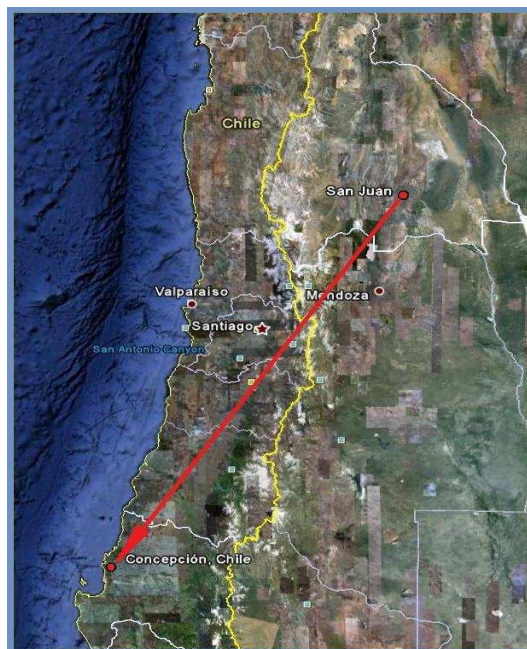 Chile
San Juan
Valparaíso
Mendoza
Santiago
San Antonio Canyon
Concepción, Chile